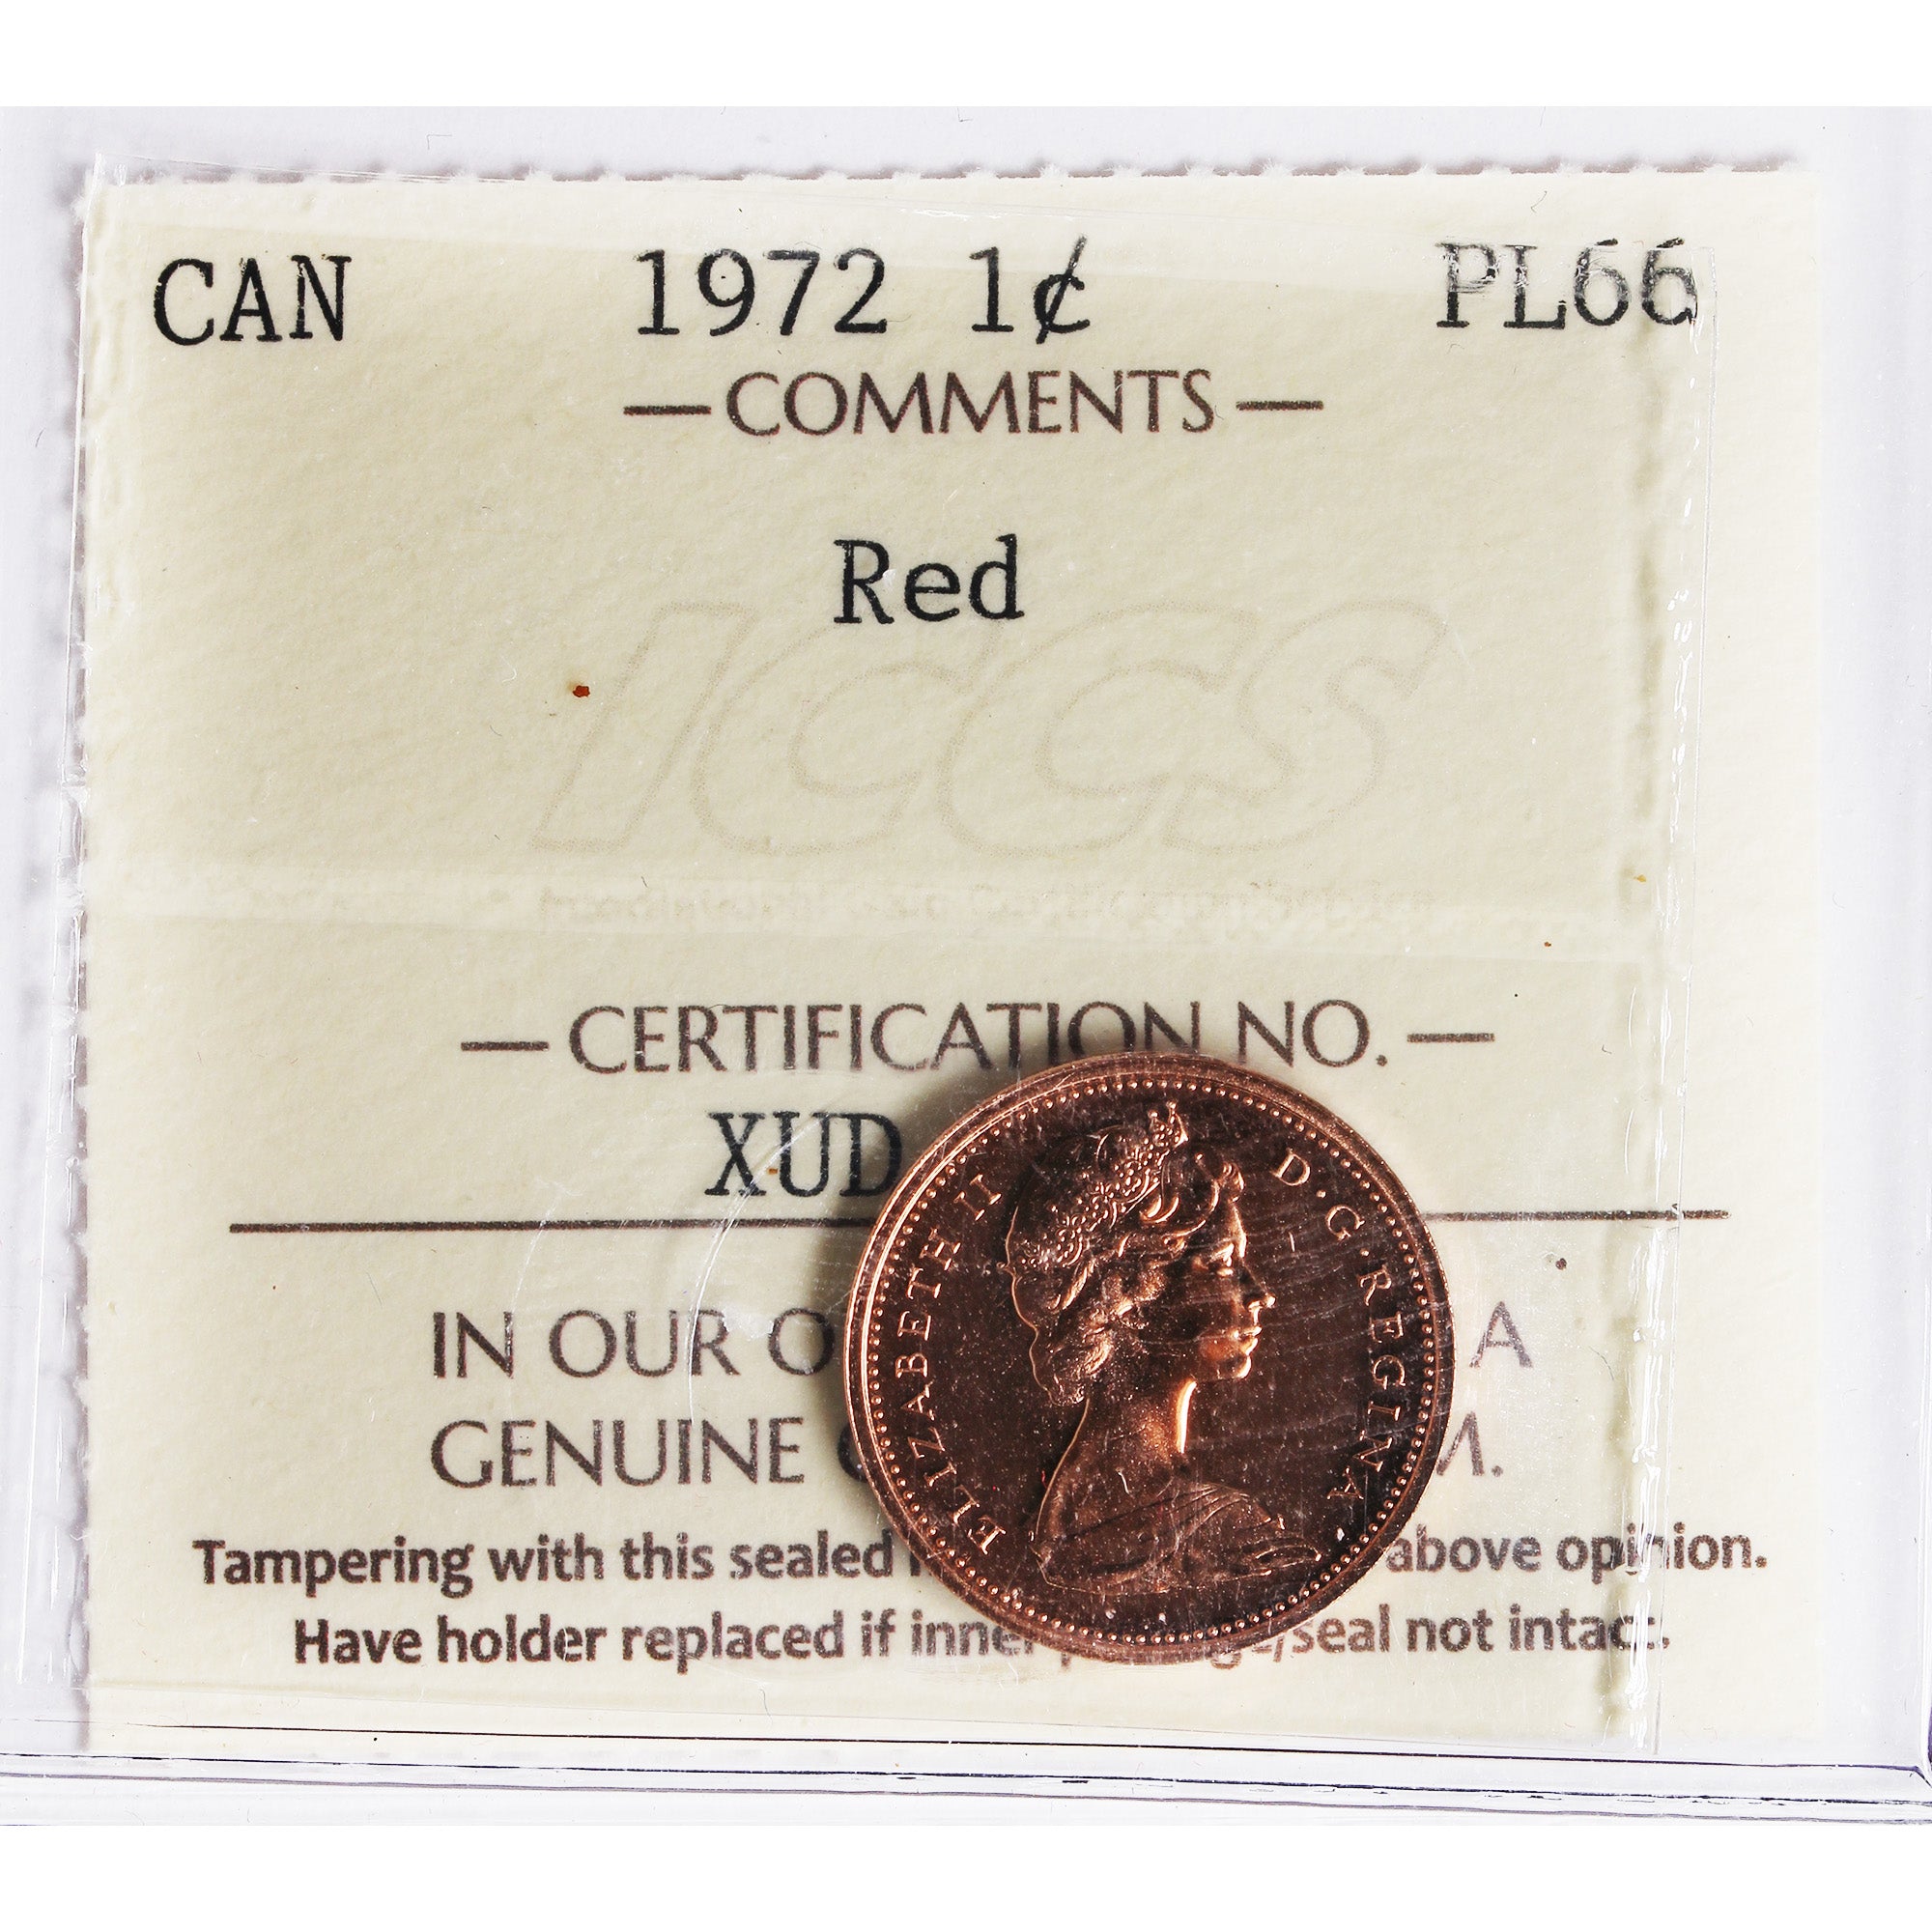 CAN 1972 1¢ PL66
— COMMENTS —
Red
ICCS
— CERTIFICATION NO. —
XUD
IN OUR A
GENUINE
Tampering with this sealed above opinion.
Have holder replaced if inner /seal not intact.
ELIZABETH II D·G·REGINA